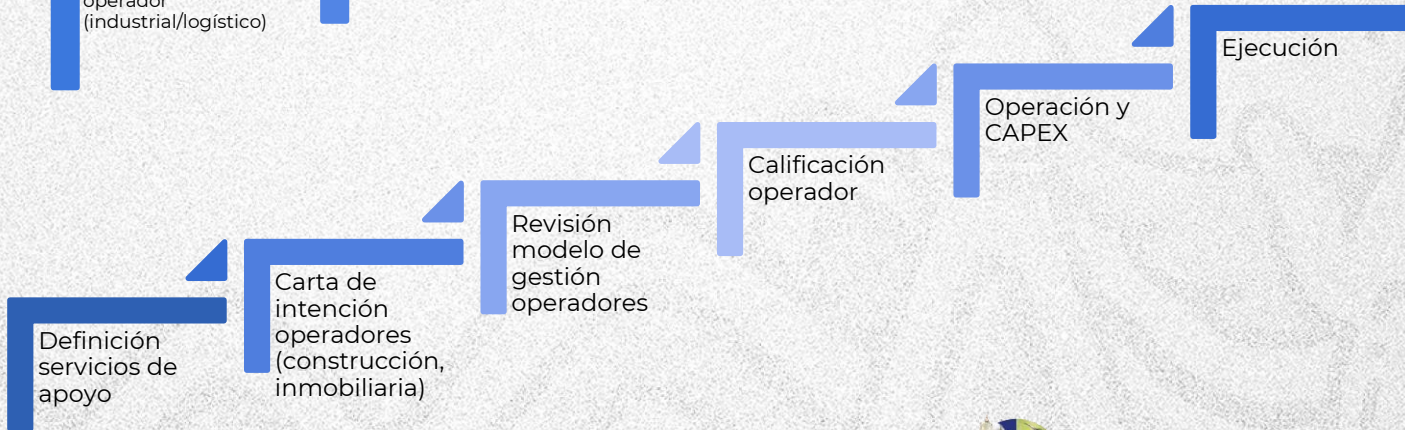 operador
(industrial/logístico)
Ejecución
Operación y
CAPEX
Calificación
operador
Revisión
modelo de
gestión
operadores
Carta de
intención
operadores
(construcción,
inmobiliaria)
Definición
servicios de
apoyo